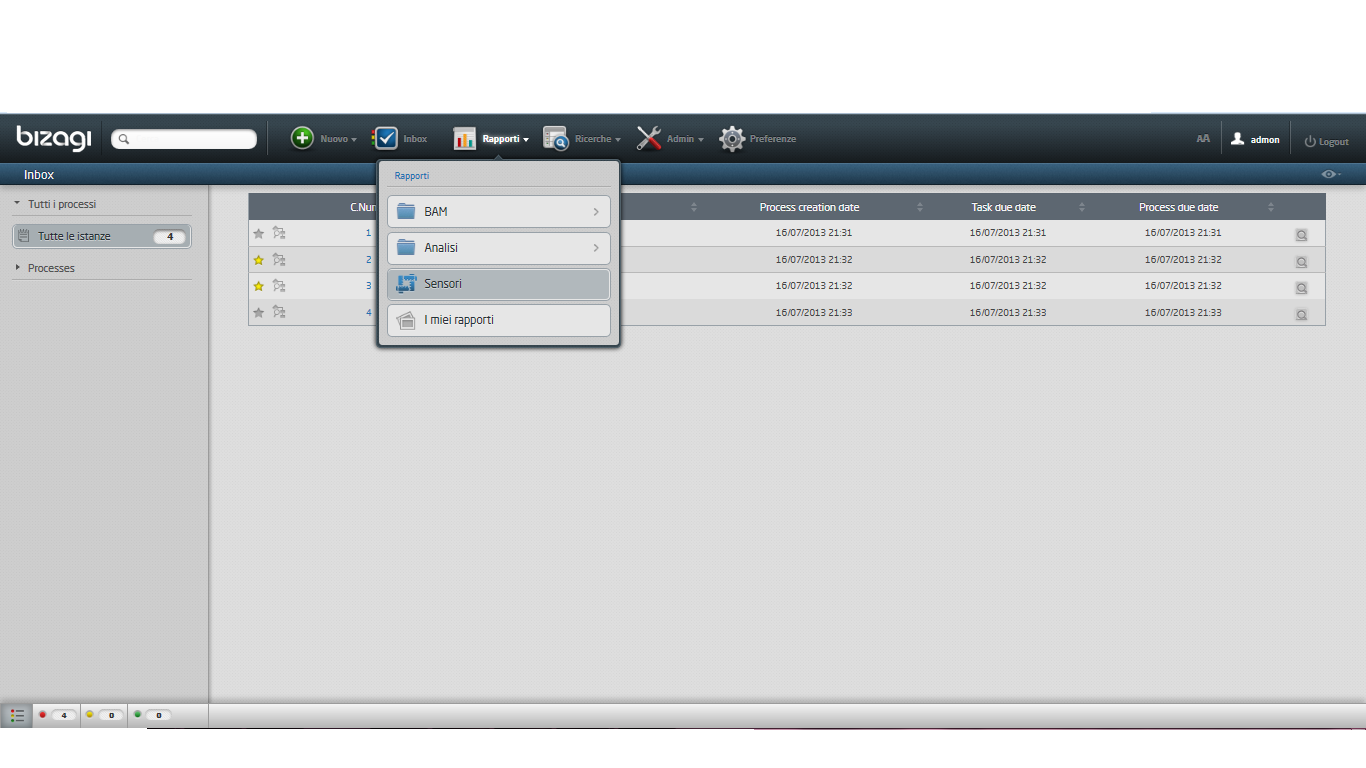 bizagi
Nuovo
Inbox
Rapporti
Ricerche
Admin
Preferenze
AA
admon
Logout
Inbox
Tutti i processi
Tutte le istanze 4
Processes
Rapporti
BAM
Analisi
Sensori
I miei rapporti
C.Num Process creation date Task due date Process due date
1 16/07/2013 21:31 16/07/2013 21:31 16/07/2013 21:31
2 16/07/2013 21:32 16/07/2013 21:32 16/07/2013 21:32
3 16/07/2013 21:32 16/07/2013 21:32 16/07/2013 21:32
4 16/07/2013 21:33 16/07/2013 21:33 16/07/2013 21:33
4 0 0